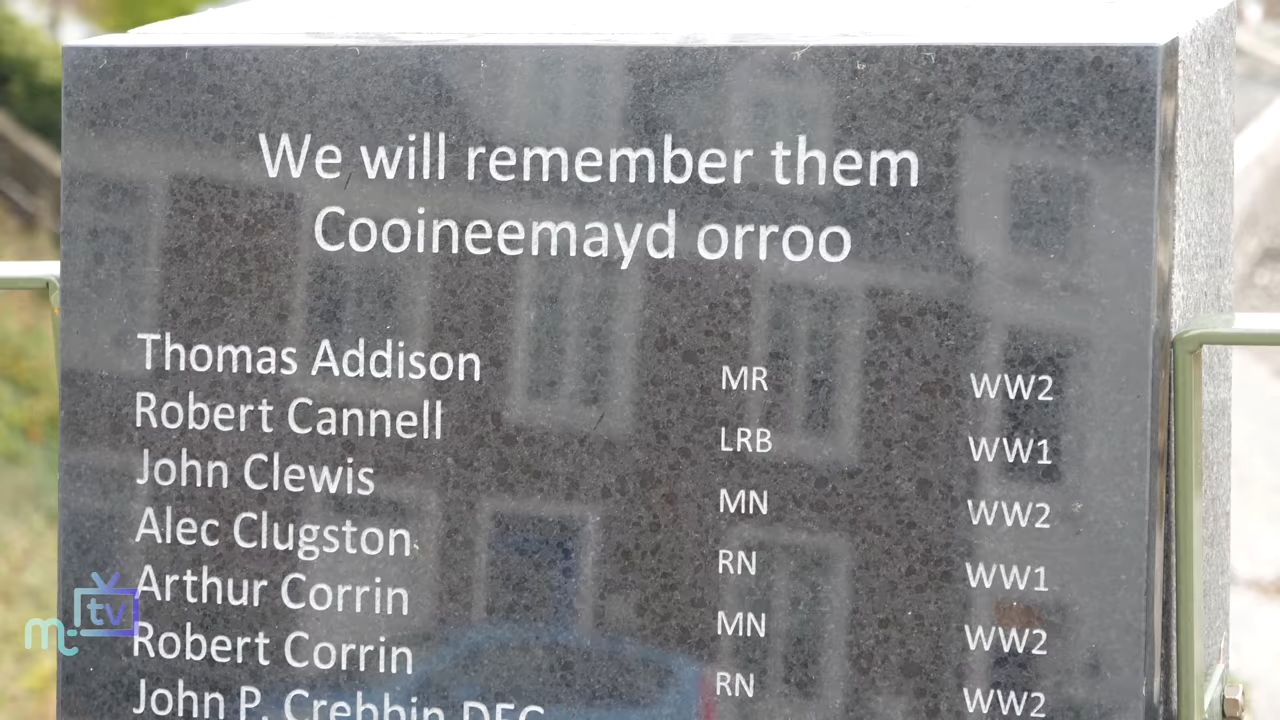 We will remember them
Cooineemayd orroo
Thomas Addison MR WW2
Robert Cannell LRB WW1
John Clewis MN WW2
Alec Clugston RN WW1
Arthur Corrin MN WW2
Robert Corrin RN WW2
John P. Crebbin DFC
m tv